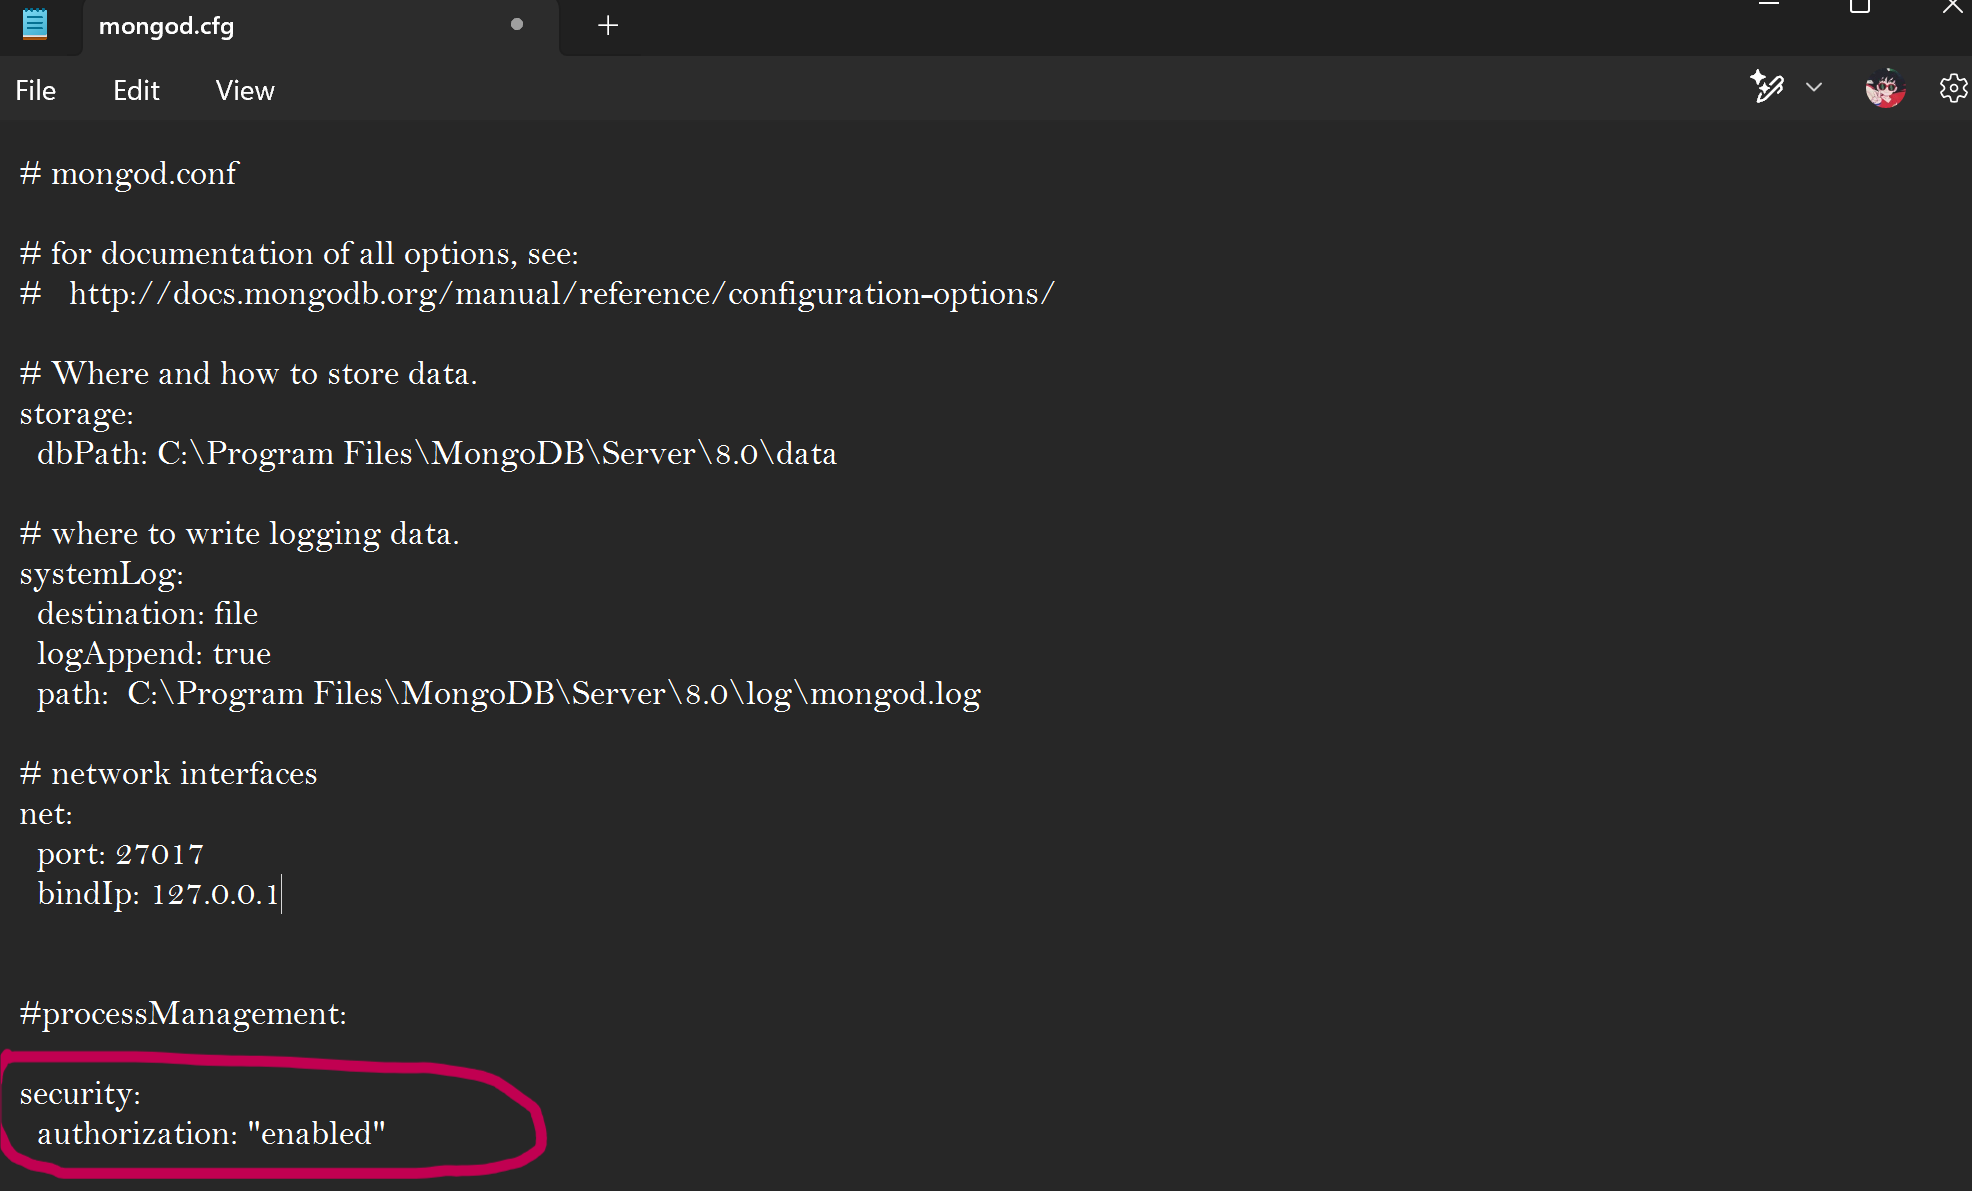 mongod.cfg
File Edit View
# mongod.conf
# for documentation of all options, see:
#   http://docs.mongodb.org/manual/reference/configuration-options/
# Where and how to store data.
storage:
  dbPath: C:\Program Files\MongoDB\Server\8.0\data
# where to write logging data.
systemLog:
  destination: file
  logAppend: true
  path:  C:\Program Files\MongoDB\Server\8.0\log\mongod.log
# network interfaces
net:
  port: 27017
  bindIp: 127.0.0.1
#processManagement:
security:
  authorization: "enabled"